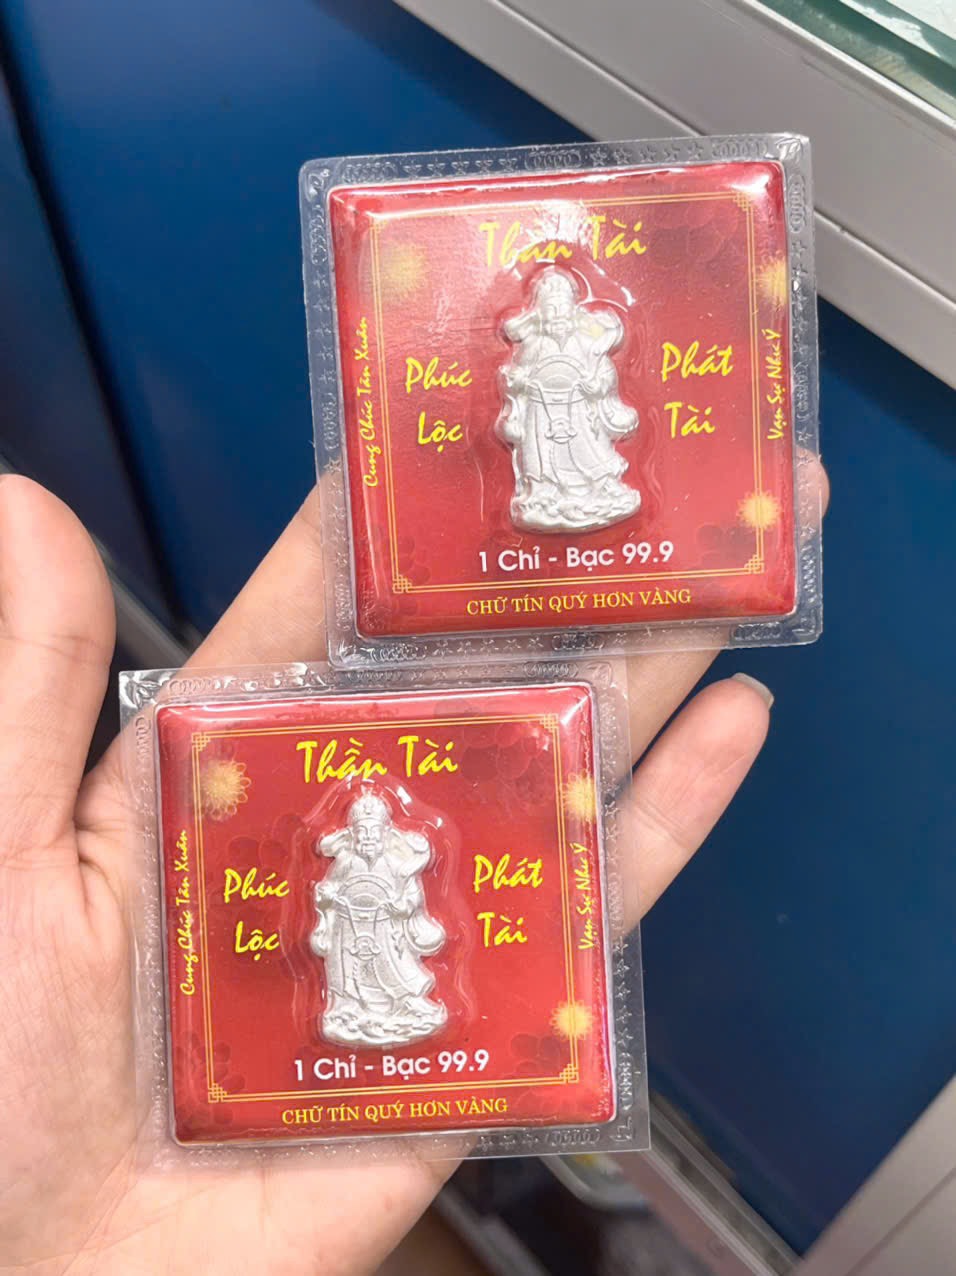 Thần Tài
Phúc
Lộc
Phát
Tài
Cung Chúc Tân Xuân
Vạn Sự Như Ý
1 Chỉ - Bạc 99.9
CHỮ TÍN QUÝ HƠN VÀNG
Thần Tài
Phúc
Lộc
Phát
Tài
Cung Chúc Tân Xuân
Vạn Sự Như Ý
1 Chỉ - Bạc 99.9
CHỮ TÍN QUÝ HƠN VÀNG